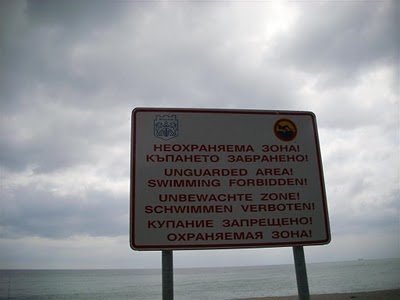 НЕОХРАНЯЕМА ЗОНА!
КЪПАНЕТО ЗАБРАНЕНО!
UNGUARDED AREA!
SWIMMING FORBIDDEN!
UNBEWACHTE ZONE!
SCHWIMMEN VERBOTEN!
КУПАНИЕ ЗАПРЕЩЕНО!
ОХРАНЯЕМАЯ ЗОНА!